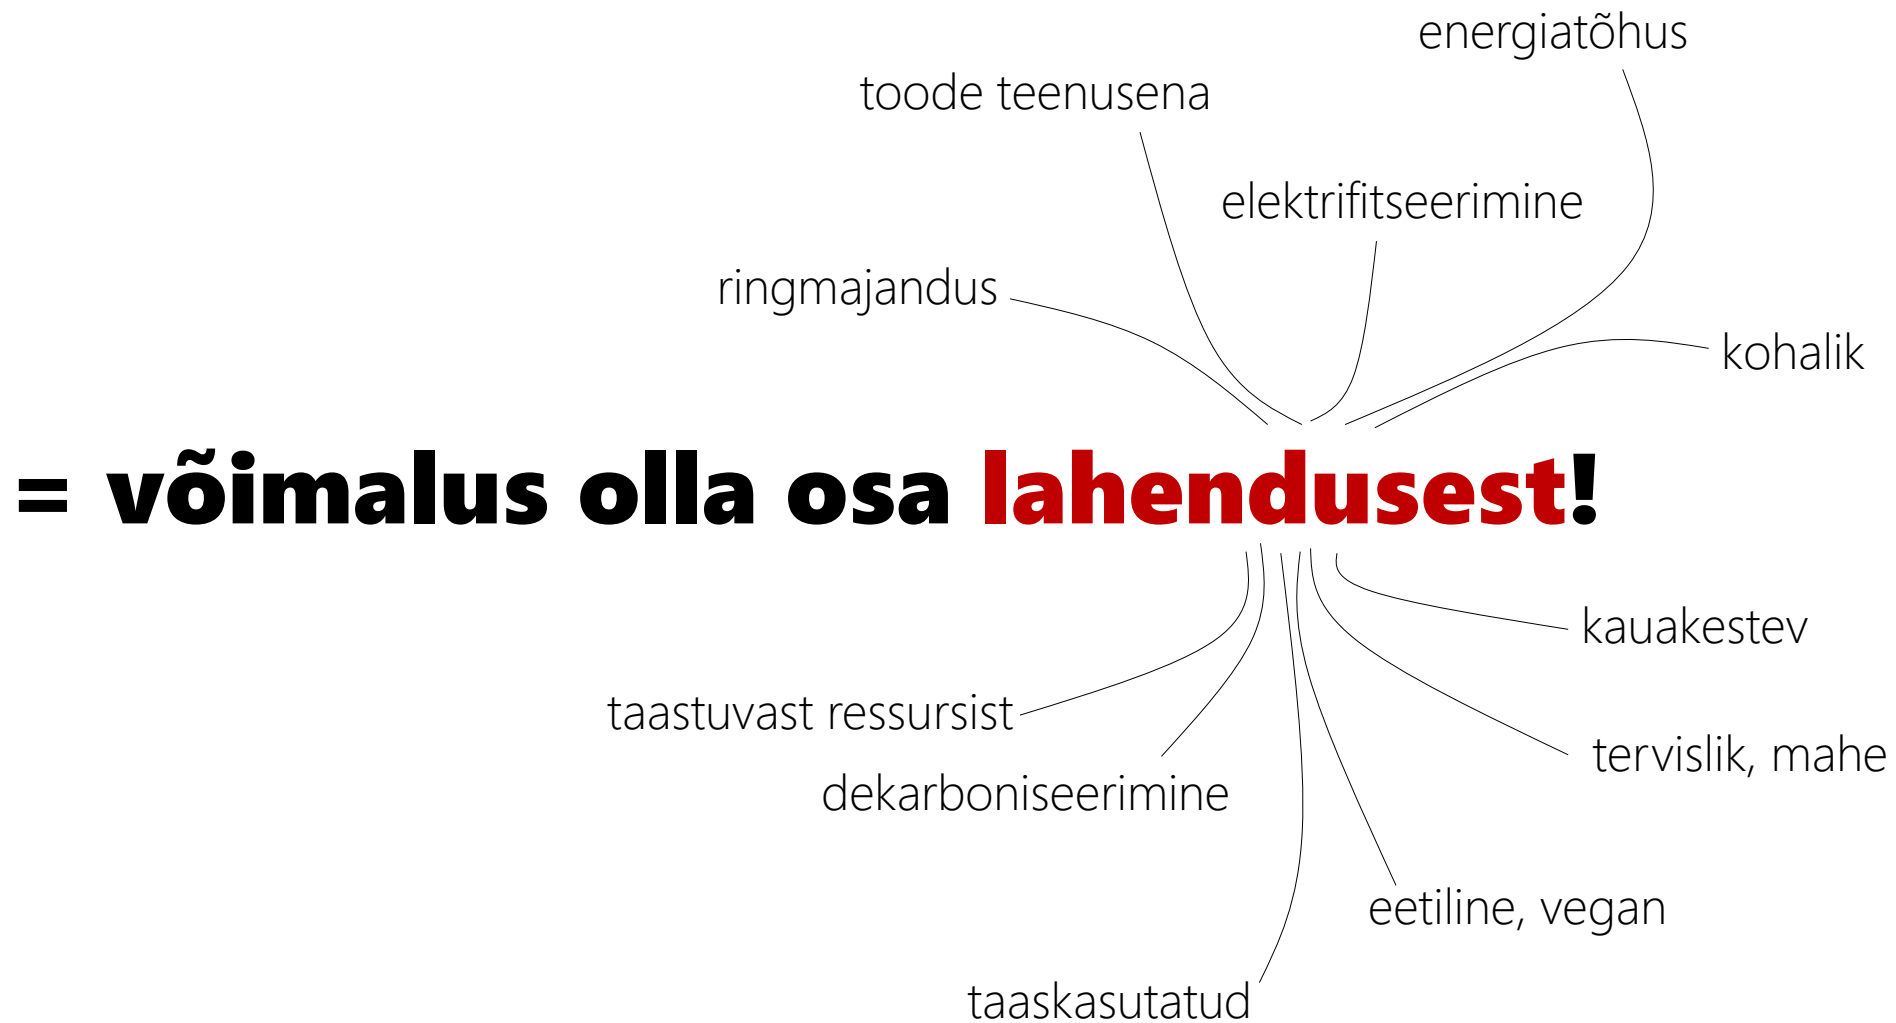 energiatõhus
toode teenusena
elektrifitseerimine
ringmajandus
kohalik
= võimalus olla osa lahendusest!
kauakestev
taastuvast ressursist
tervislik, mahe
dekarboniseerimine
eetiline, vegan
taaskasutatud